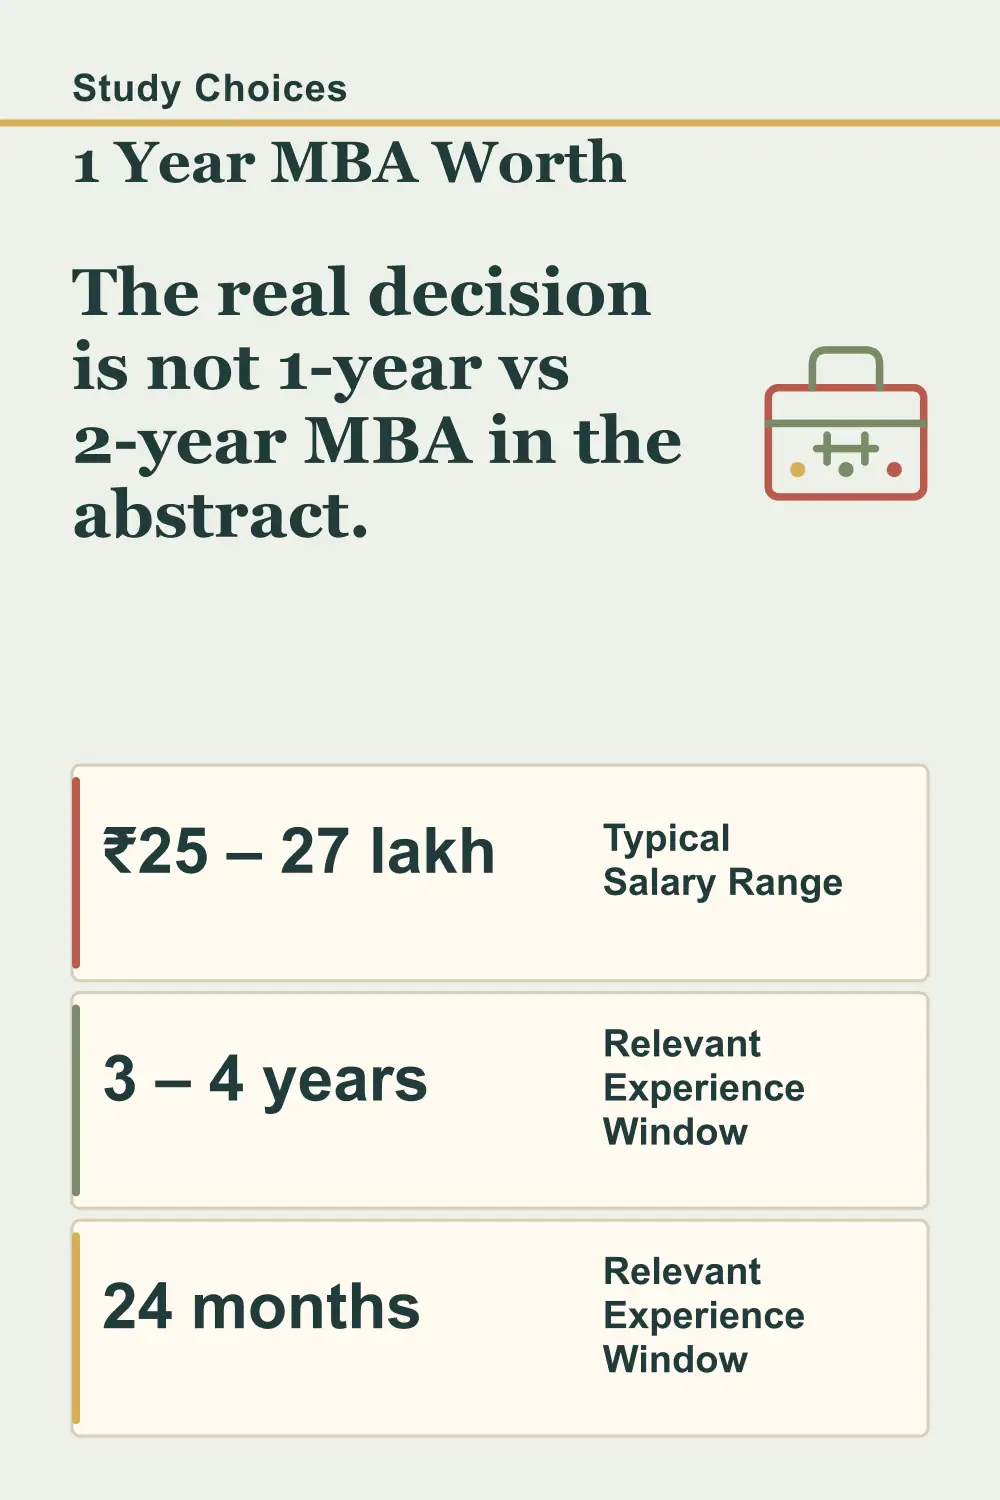 Study Choices
1 Year MBA Worth
The real decision
is not 1-year vs
2-year MBA in the
abstract.
₹25 – 27 lakh
Typical
Salary Range
3 – 4 years
Relevant
Experience
Window
24 months
Relevant
Experience
Window